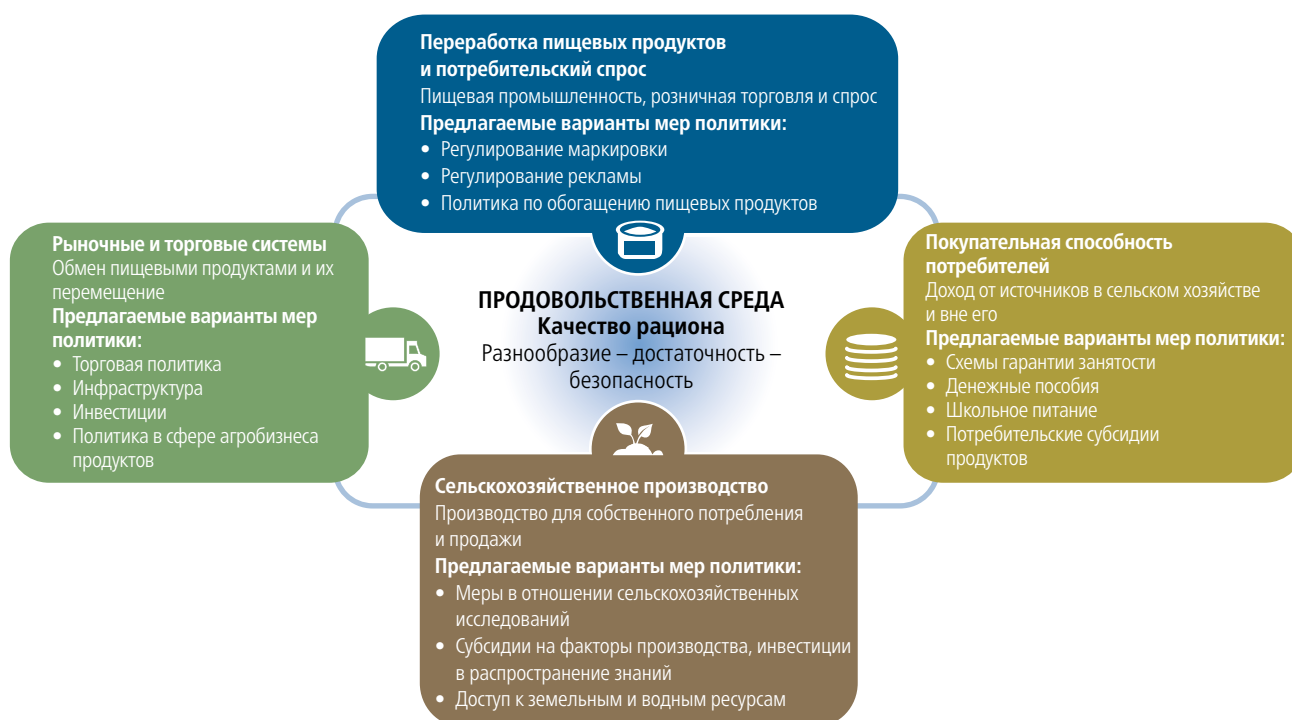 Переработка пищевых продуктов
и потребительский спрос
Пищевая промышленность, розничная торговля и спрос
Предлагаемые варианты мер политики:
• Регулирование маркировки
• Регулирование рекламы
• Политика по обогащению пищевых продуктов
Рыночные и торговые системы
Обмен пищевыми продуктами и их
перемещение
Предлагаемые варианты мер
политики:
• Торговая политика
• Инфраструктура
• Инвестиции
• Политика в сфере агробизнеса
продуктов
ПРОДОВОЛЬСТВЕННАЯ СРЕДА
Качество рациона
Разнообразие – достаточность –
безопасность
Покупательная способность
потребителей
Доход от источников в сельском хозяйстве
и вне его
Предлагаемые варианты мер политики:
• Схемы гарантии занятости
• Денежные пособия
• Школьное питание
• Потребительские субсидии
продуктов
Сельскохозяйственное производство
Производство для собственного потребления
и продажи
Предлагаемые варианты мер политики:
• Меры в отношении сельскохозяйственных
исследований
• Субсидии на факторы производства, инвестиции
в распространение знаний
• Доступ к земельным и водным ресурсам